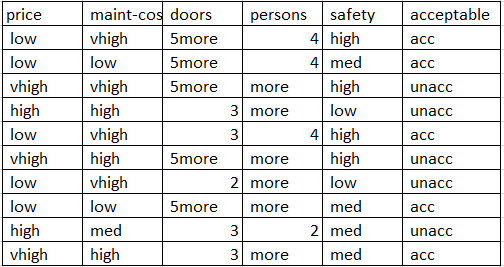 price maint-cos doors persons safety acceptable
low vhigh 5more 4 high acc
low low 5more 4 med acc
vhigh vhigh 5more more high unacc
high high 3 more low unacc
low vhigh 3 4 high acc
vhigh high 5more more high unacc
low vhigh 2 more low unacc
low low 5more more med acc
high med 3 2 med unacc
vhigh high 3 more med acc